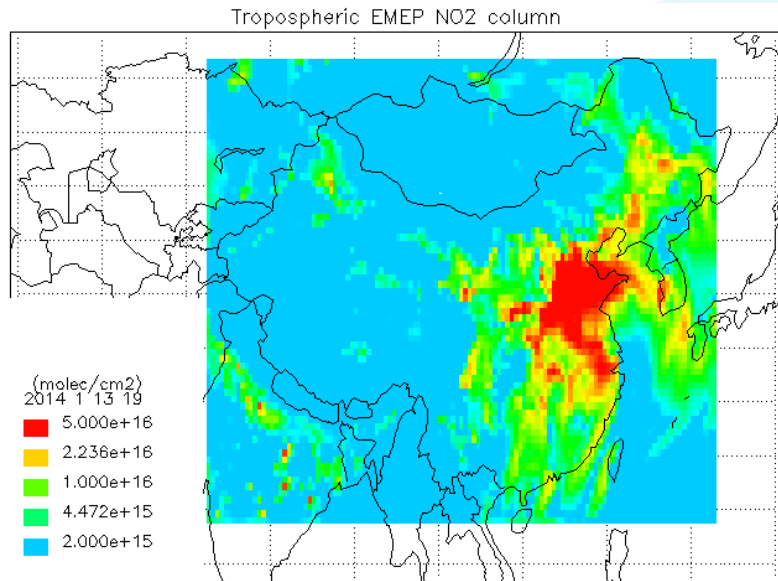 Tropospheric EMEP NO2 column
(molec/cm2)
2014 1 13 19
5.000e+16
2.236e+16
1.000e+16
4.472e+15
2.000e+15